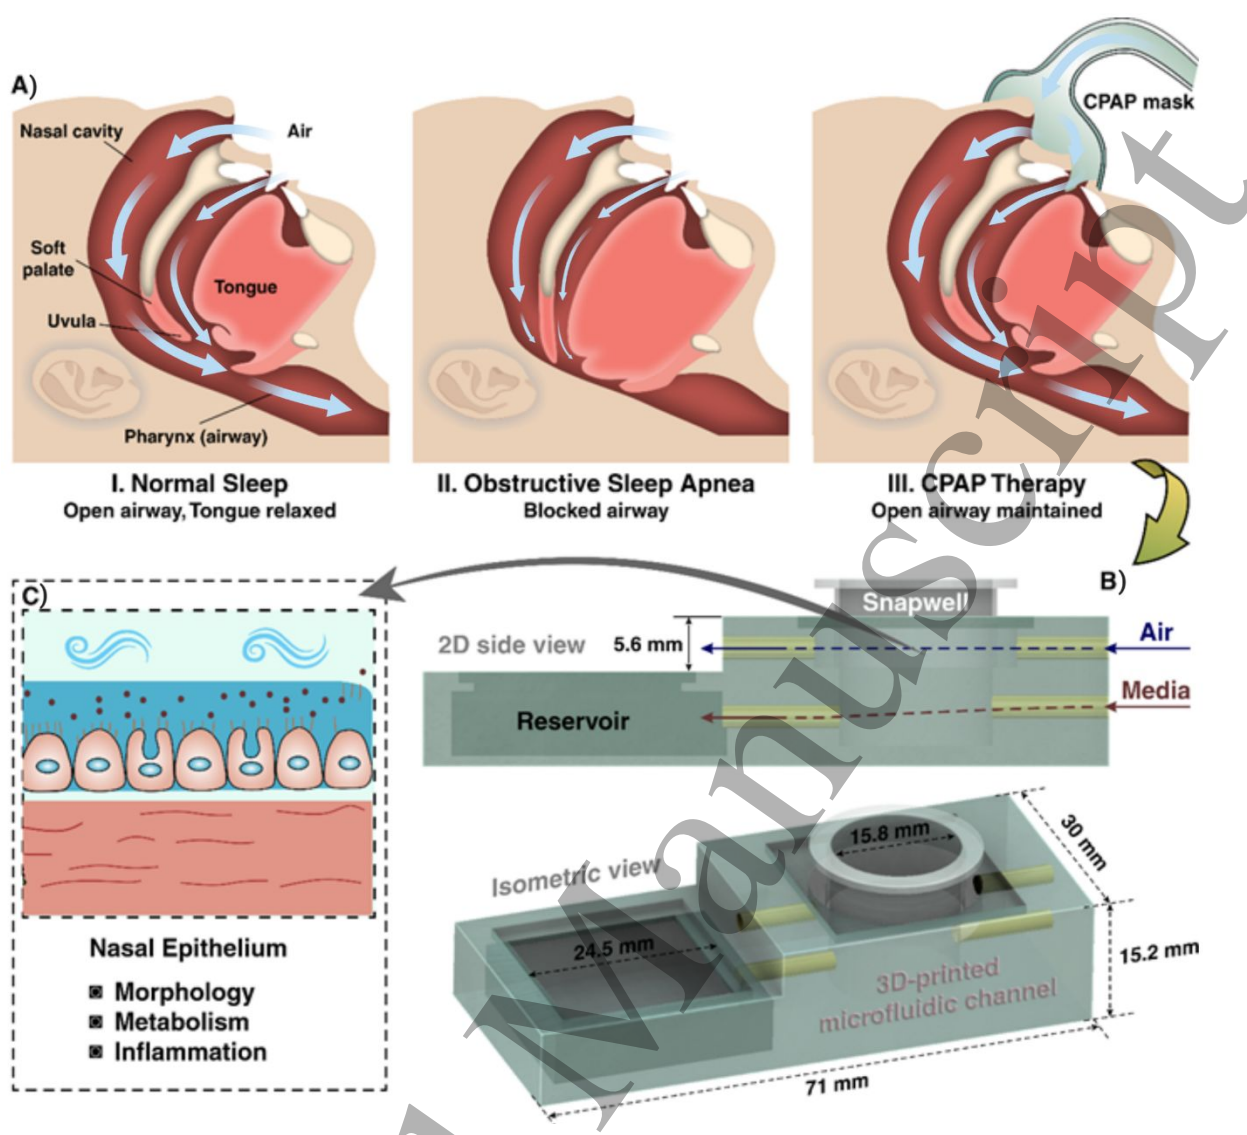 A)
Nasal cavity
Air
Soft
palate
Tongue
Uvula
Pharynx (airway)
I. Normal Sleep
Open airway, Tongue relaxed
II. Obstructive Sleep Apnea
Blocked airway
CPAP mask
III. CPAP Therapy
Open airway maintained
B)
Snapwell
2D side view
5.6 mm
Air
Media
Reservoir
Isometric view
15.8 mm
30 mm
24.5 mm
15.2 mm
3D-printed
microfluidic channel
71 mm
C)
Nasal Epithelium
Morphology
Metabolism
Inflammation
Manuscript